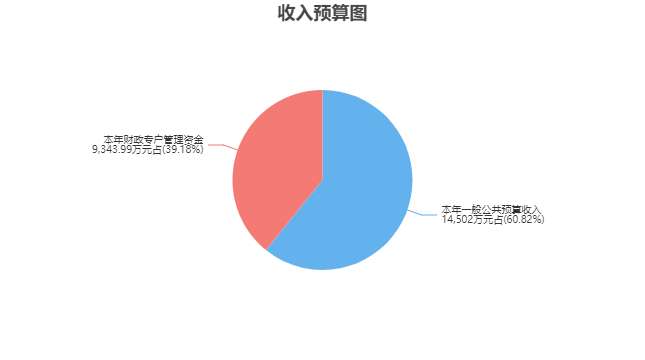 收入预算图
本年财政专户管理资金
9,343.99万元占(39.18%)
本年一般公共预算收入
14,502万元占(60.82%)